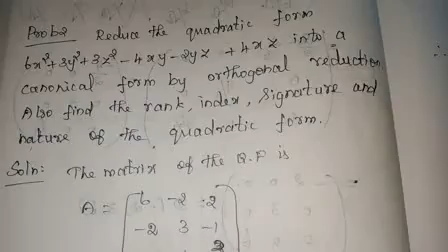 Prob2 Reduce the quadratic form
6x²+3y²+3z²-4xy-2yz+4xz into a
canonical form by orthogonal reduction.
Also find the rank, index, signature and
nature of the quadratic form.
Soln: The matrix of the Q.F is
A = [ 6 -2 2
-2 3 -1
2